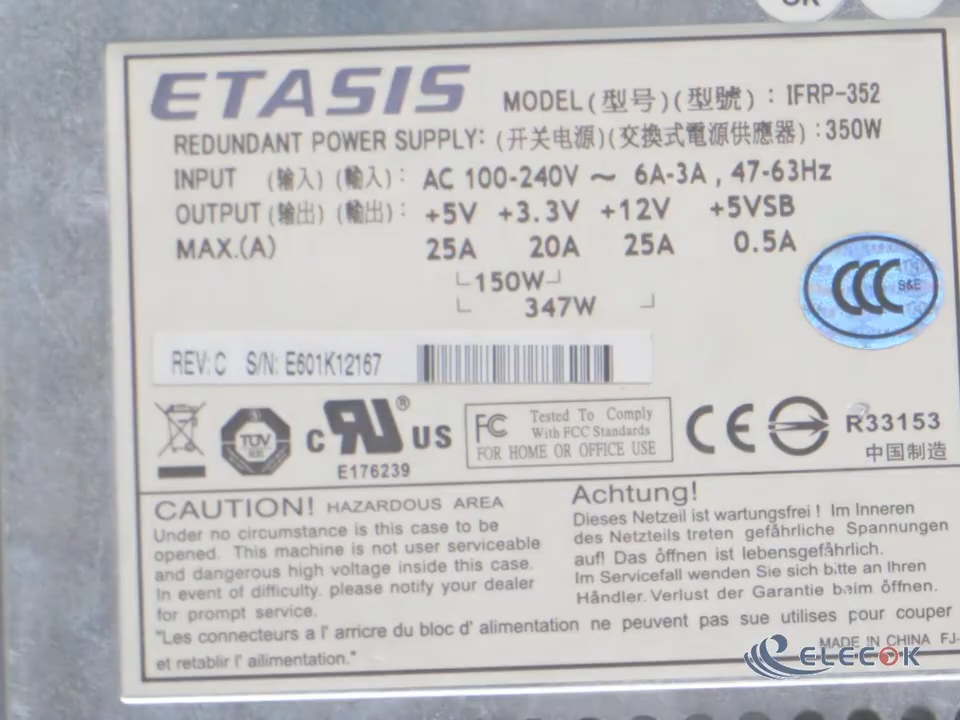 OK
ETASIS MODEL(型号)(型號): IFRP-352
REDUNDANT POWER SUPPLY: (开关电源)(交換式電源供應器):350W
INPUT (输入) (輸入): AC 100-240V ~ 6A-3A , 47-63Hz
OUTPUT(输出) (輸出): +5V +3.3V +12V +5VSB
MAX.(A) 25A 20A 25A 0.5A
150W
347W
CCC S&E
REV:C S/N: E601K12167
TÜV
c RU ® US
E176239
FC Tested To Comply
With FCC Standards
FOR HOME OR OFFICE USE
CE
R33153
中国制造
CAUTION! HAZARDOUS AREA
Under no circumstance is this case to be
opened. This machine is not user serviceable
and dangerous high voltage inside this case.
In event of difficulty. please notify your dealer
for prompt service.
Achtung!
Dieses Netzeil ist wartungsfrei ! Im Inneren
des Netzteils treten gefährliche Spannungen
auf! Das öffnen ist lebensgefährlich.
Im Servicefall wenden Sie sich bitte an Ihren
Händler. Verlust der Garantie beim öffnen.
"Les connecteurs a l' arricre du bloc d' alimentation ne peuvent pas sue utilises pour couper
et retablir l' ailimentation."
MADE IN CHINA FJ-
ELECOK